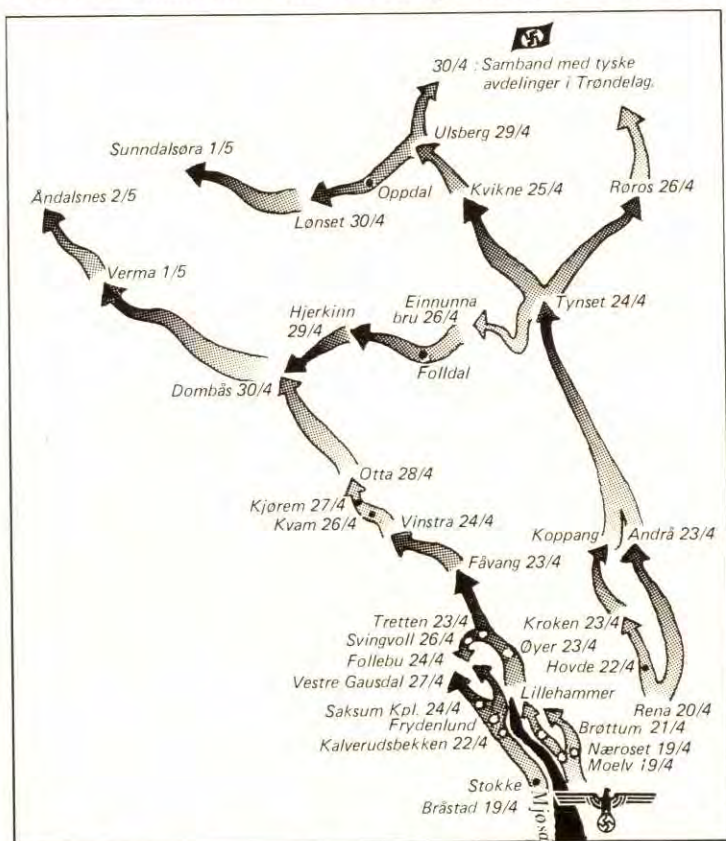 30/4 : Samband med tyske
avdelinger i Trøndelag.
Ulsberg 29/4
Sunndalsøra 1/5
Oppdal
Kvikne 25/4
Røros 26/4
Åndalsnes 2/5
Lønset 30/4
Verma 1/5
Hjerkinn
29/4
Einnunna
bru 26/4
Tynset 24/4
Folldal
Dombås 30/4
Otta 28/4
Kjørem 27/4
Kvam 26/4
Vinstra 24/4
Koppang
Andrå 23/4
Fåvang 23/4
Tretten 23/4
Svingvoll 26/4
Follebu 24/4
Vestre Gausdal 27/4
Øyer 23/4
Kroken 23/4
Hovde 22/4
Lillehammer
Rena 20/4
Saksum Kpl. 24/4
Frydenlund
Kalverudsbekken 22/4
Brøttum 21/4
Næroset 19/4
Moelv 19/4
Stokke
Bråstad 19/4
Mjøsa